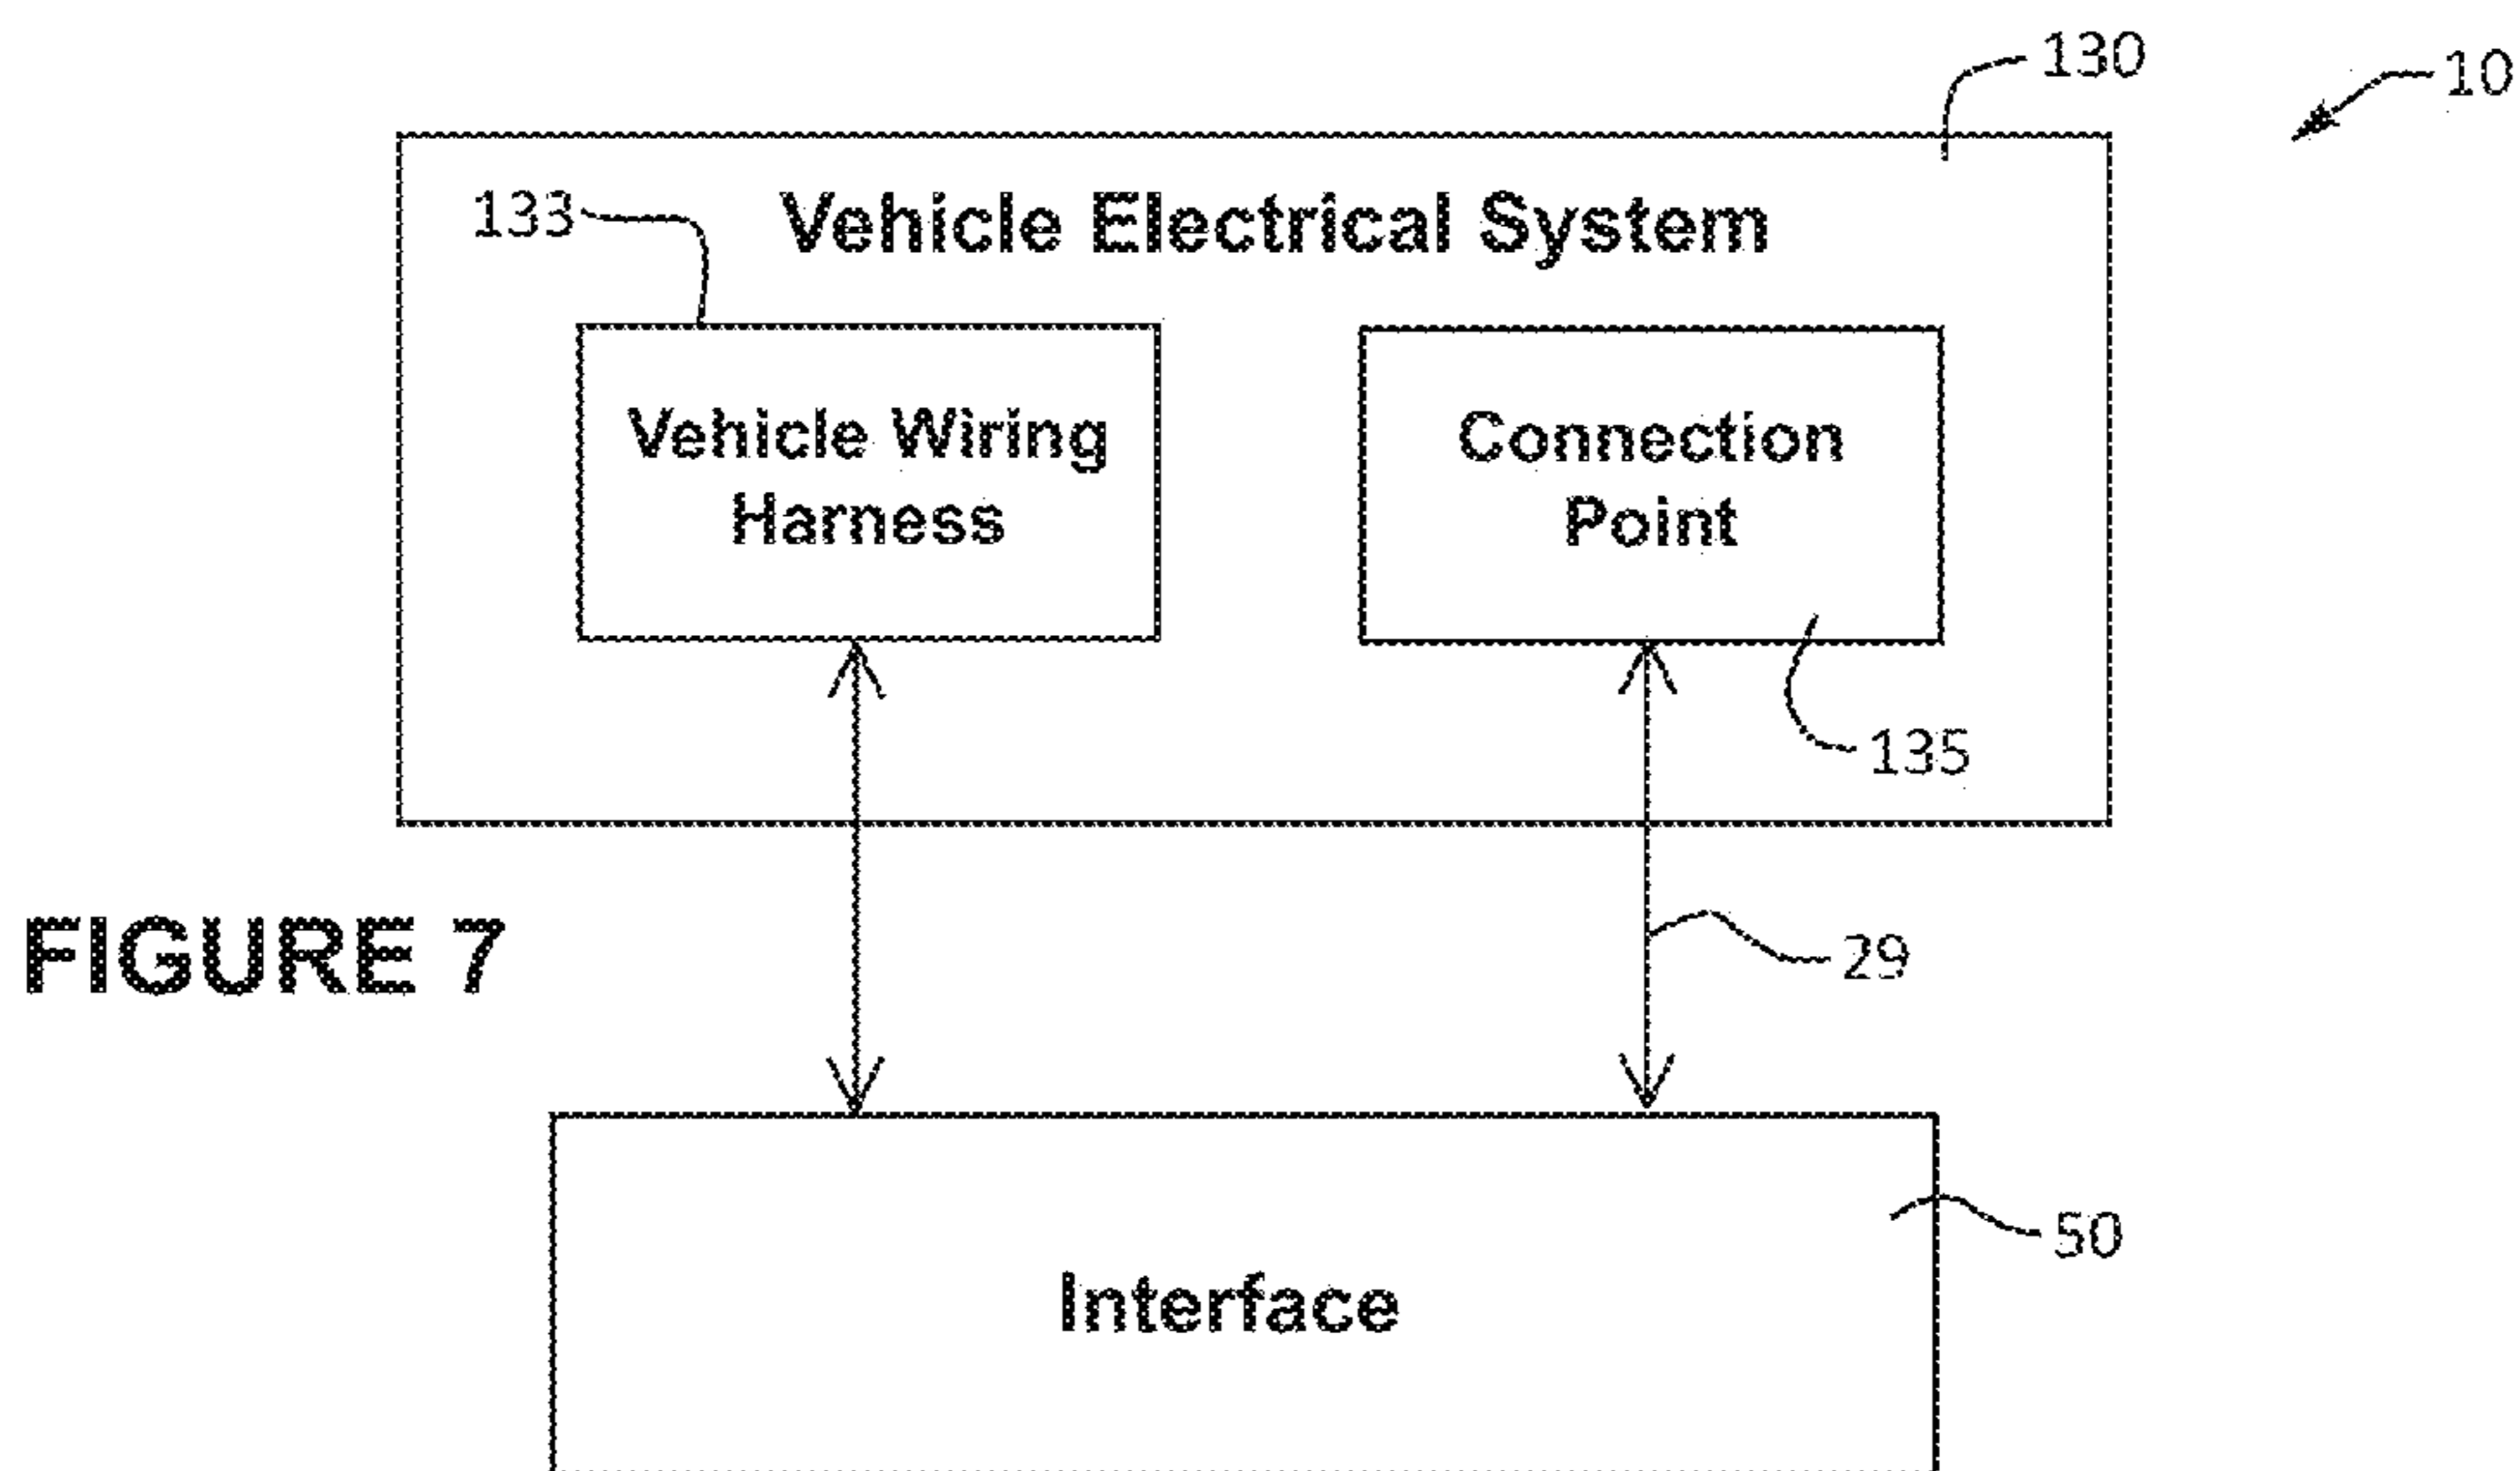 130
10
133
Vehicle Electrical System
Vehicle Wiring
Harness
Connection
Point
135
FIGURE 7
29
50
Interface